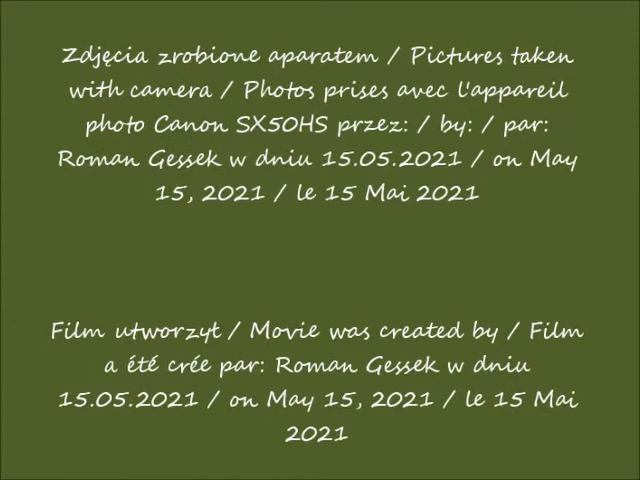 Zdjęcia zrobione aparatem / Pictures taken
with camera / Photos prises avec l'appareil
photo Canon SX50HS przez: / by: / par:
Roman Gessek w dniu 15.05.2021 / on May
15, 2021 / le 15 Mai 2021
Film utworzył / Movie was created by / Film
a été crée par: Roman Gessek w dniu
15.05.2021 / on May 15, 2021 / le 15 Mai
2021